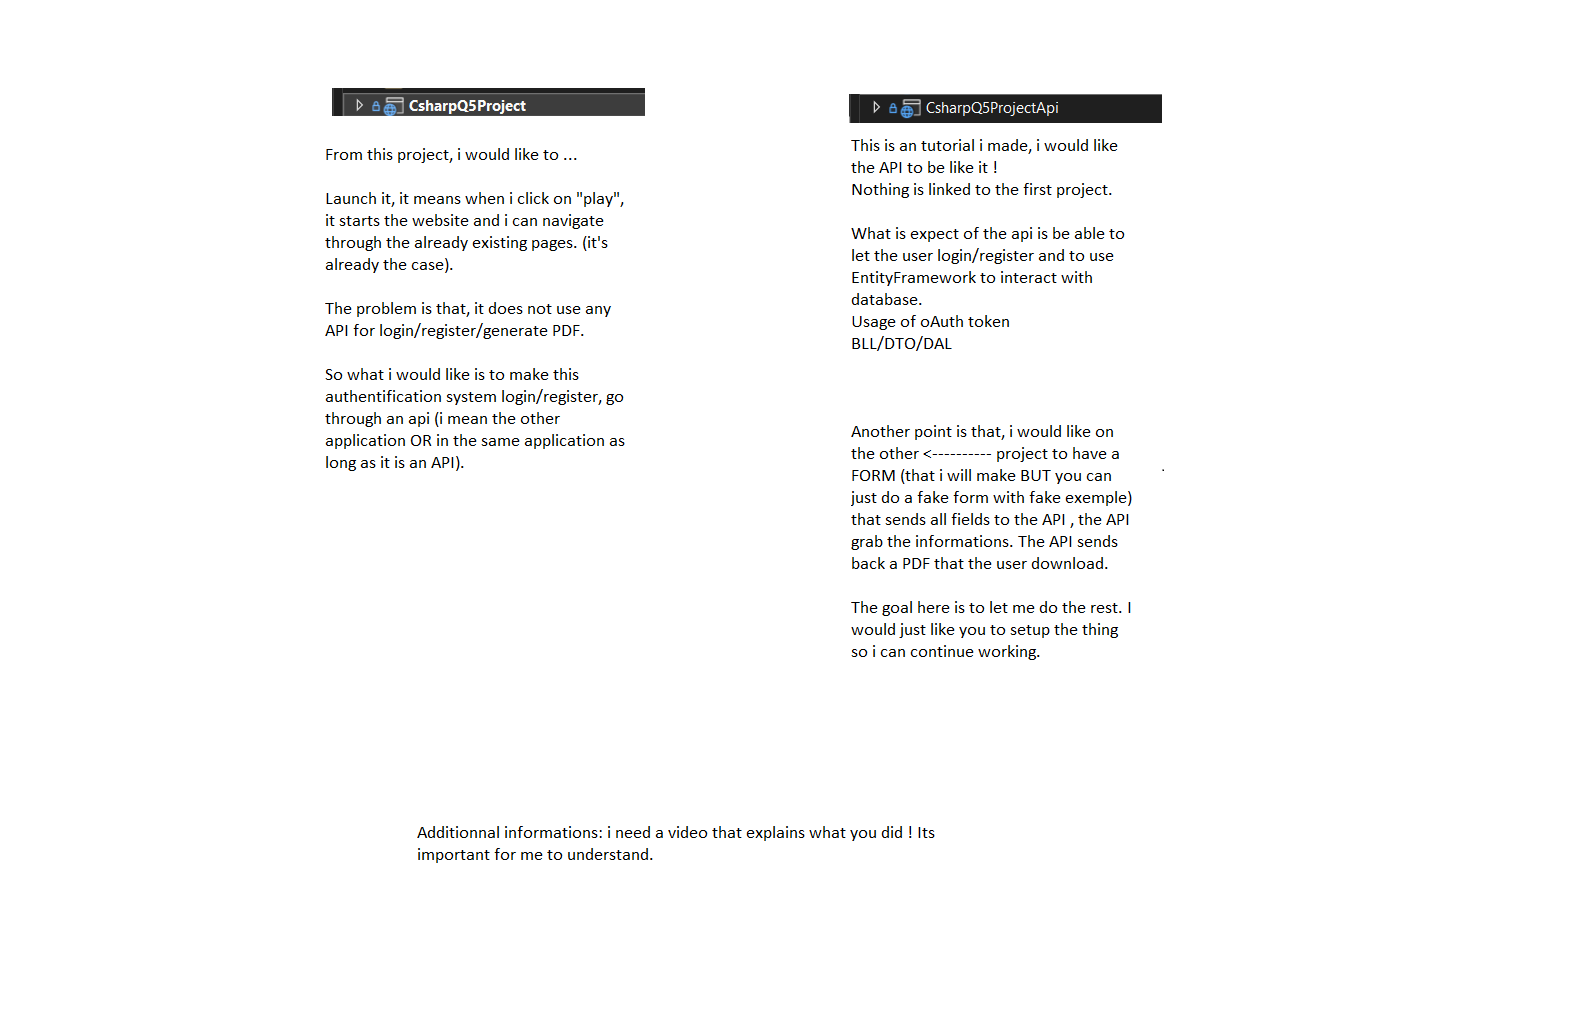 CsharpQ5Project
From this project, i would like to ...
Launch it, it means when i click on "play",
it starts the website and i can navigate
through the already existing pages. (it's
already the case).
The problem is that, it does not use any
API for login/register/generate PDF.
So what i would like is to make this
authentification system login/register, go
through an api (i mean the other
application OR in the same application as
long as it is an API).
CsharpQ5ProjectApi
This is an tutorial i made, i would like
the API to be like it !
Nothing is linked to the first project.
What is expect of the api is be able to
let the user login/register and to use
EntityFramework to interact with
database.
Usage of oAuth token
BLL/DTO/DAL
Another point is that, i would like on
the other <---------- project to have a
FORM (that i will make BUT you can
just do a fake form with fake exemple)
that sends all fields to the API , the API
grab the informations. The API sends
back a PDF that the user download.
The goal here is to let me do the rest. I
would just like you to setup the thing
so i can continue working.
Additionnal informations: i need a video that explains what you did ! Its
important for me to understand.